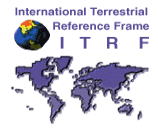 International Terrestrial
Reference Frame
I T R F